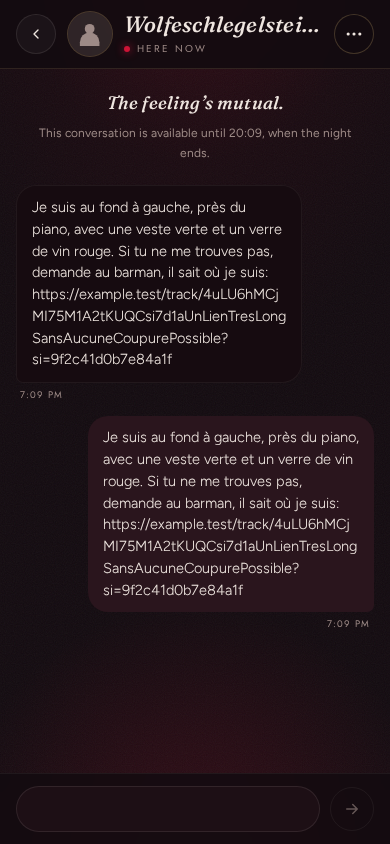 Wolfeschlegelstei...
HERE NOW
The feeling's mutual.
This conversation is available until 20:09, when the night
ends.
Je suis au fond à gauche, près du
piano, avec une veste verte et un verre
de vin rouge. Si tu ne me trouves pas,
demande au barman, il sait où je suis:
https://example.test/track/4uLU6hMCj
MI75M1A2tKUQCsi7d1aUnLienTresLong
SansAucuneCoupurePossible?
si=9f2c41d0b7e84a1f
7:09 PM
Je suis au fond à gauche, près du piano,
avec une veste verte et un verre de vin
rouge. Si tu ne me trouves pas,
demande au barman, il sait où je suis:
https://example.test/track/4uLU6hMCj
MI75M1A2tKUQCsi7d1aUnLienTresLong
SansAucuneCoupurePossible?
si=9f2c41d0b7e84a1f
7:09 PM